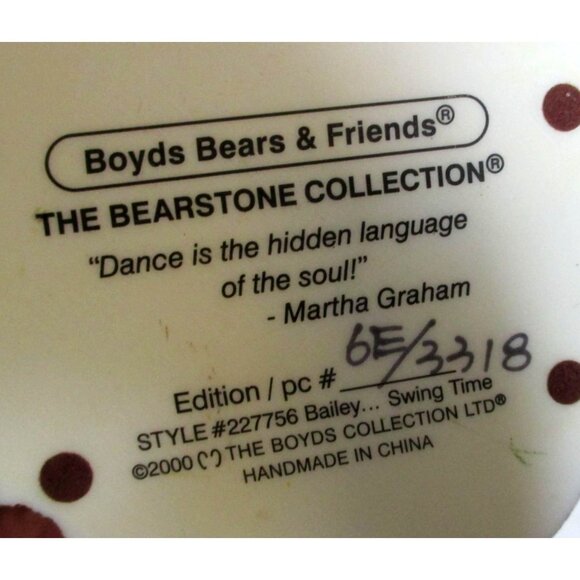 Boyds Bears & Friends®
THE BEARSTONE COLLECTION®
“Dance is the hidden language
of the soul!”
- Martha Graham
Edition / pc # 6E/3318
STYLE #227756 Bailey... Swing Time
©2000 THE BOYDS COLLECTION LTD®
HANDMADE IN CHINA